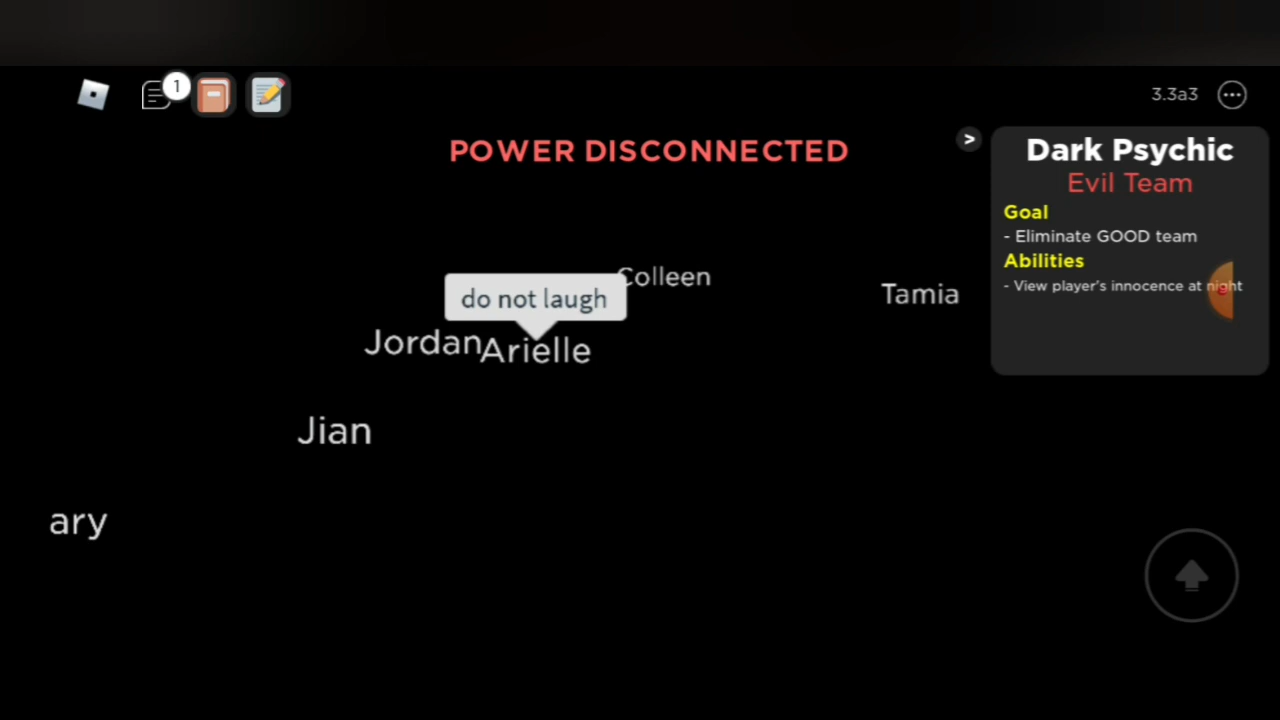 1
3.3a3
POWER DISCONNECTED
>
Dark Psychic
Evil Team
Goal
- Eliminate GOOD team
Abilities
- View player's innocence at night
Colleen
Tamia
do not laugh
Jordan
Arielle
Jian
ary